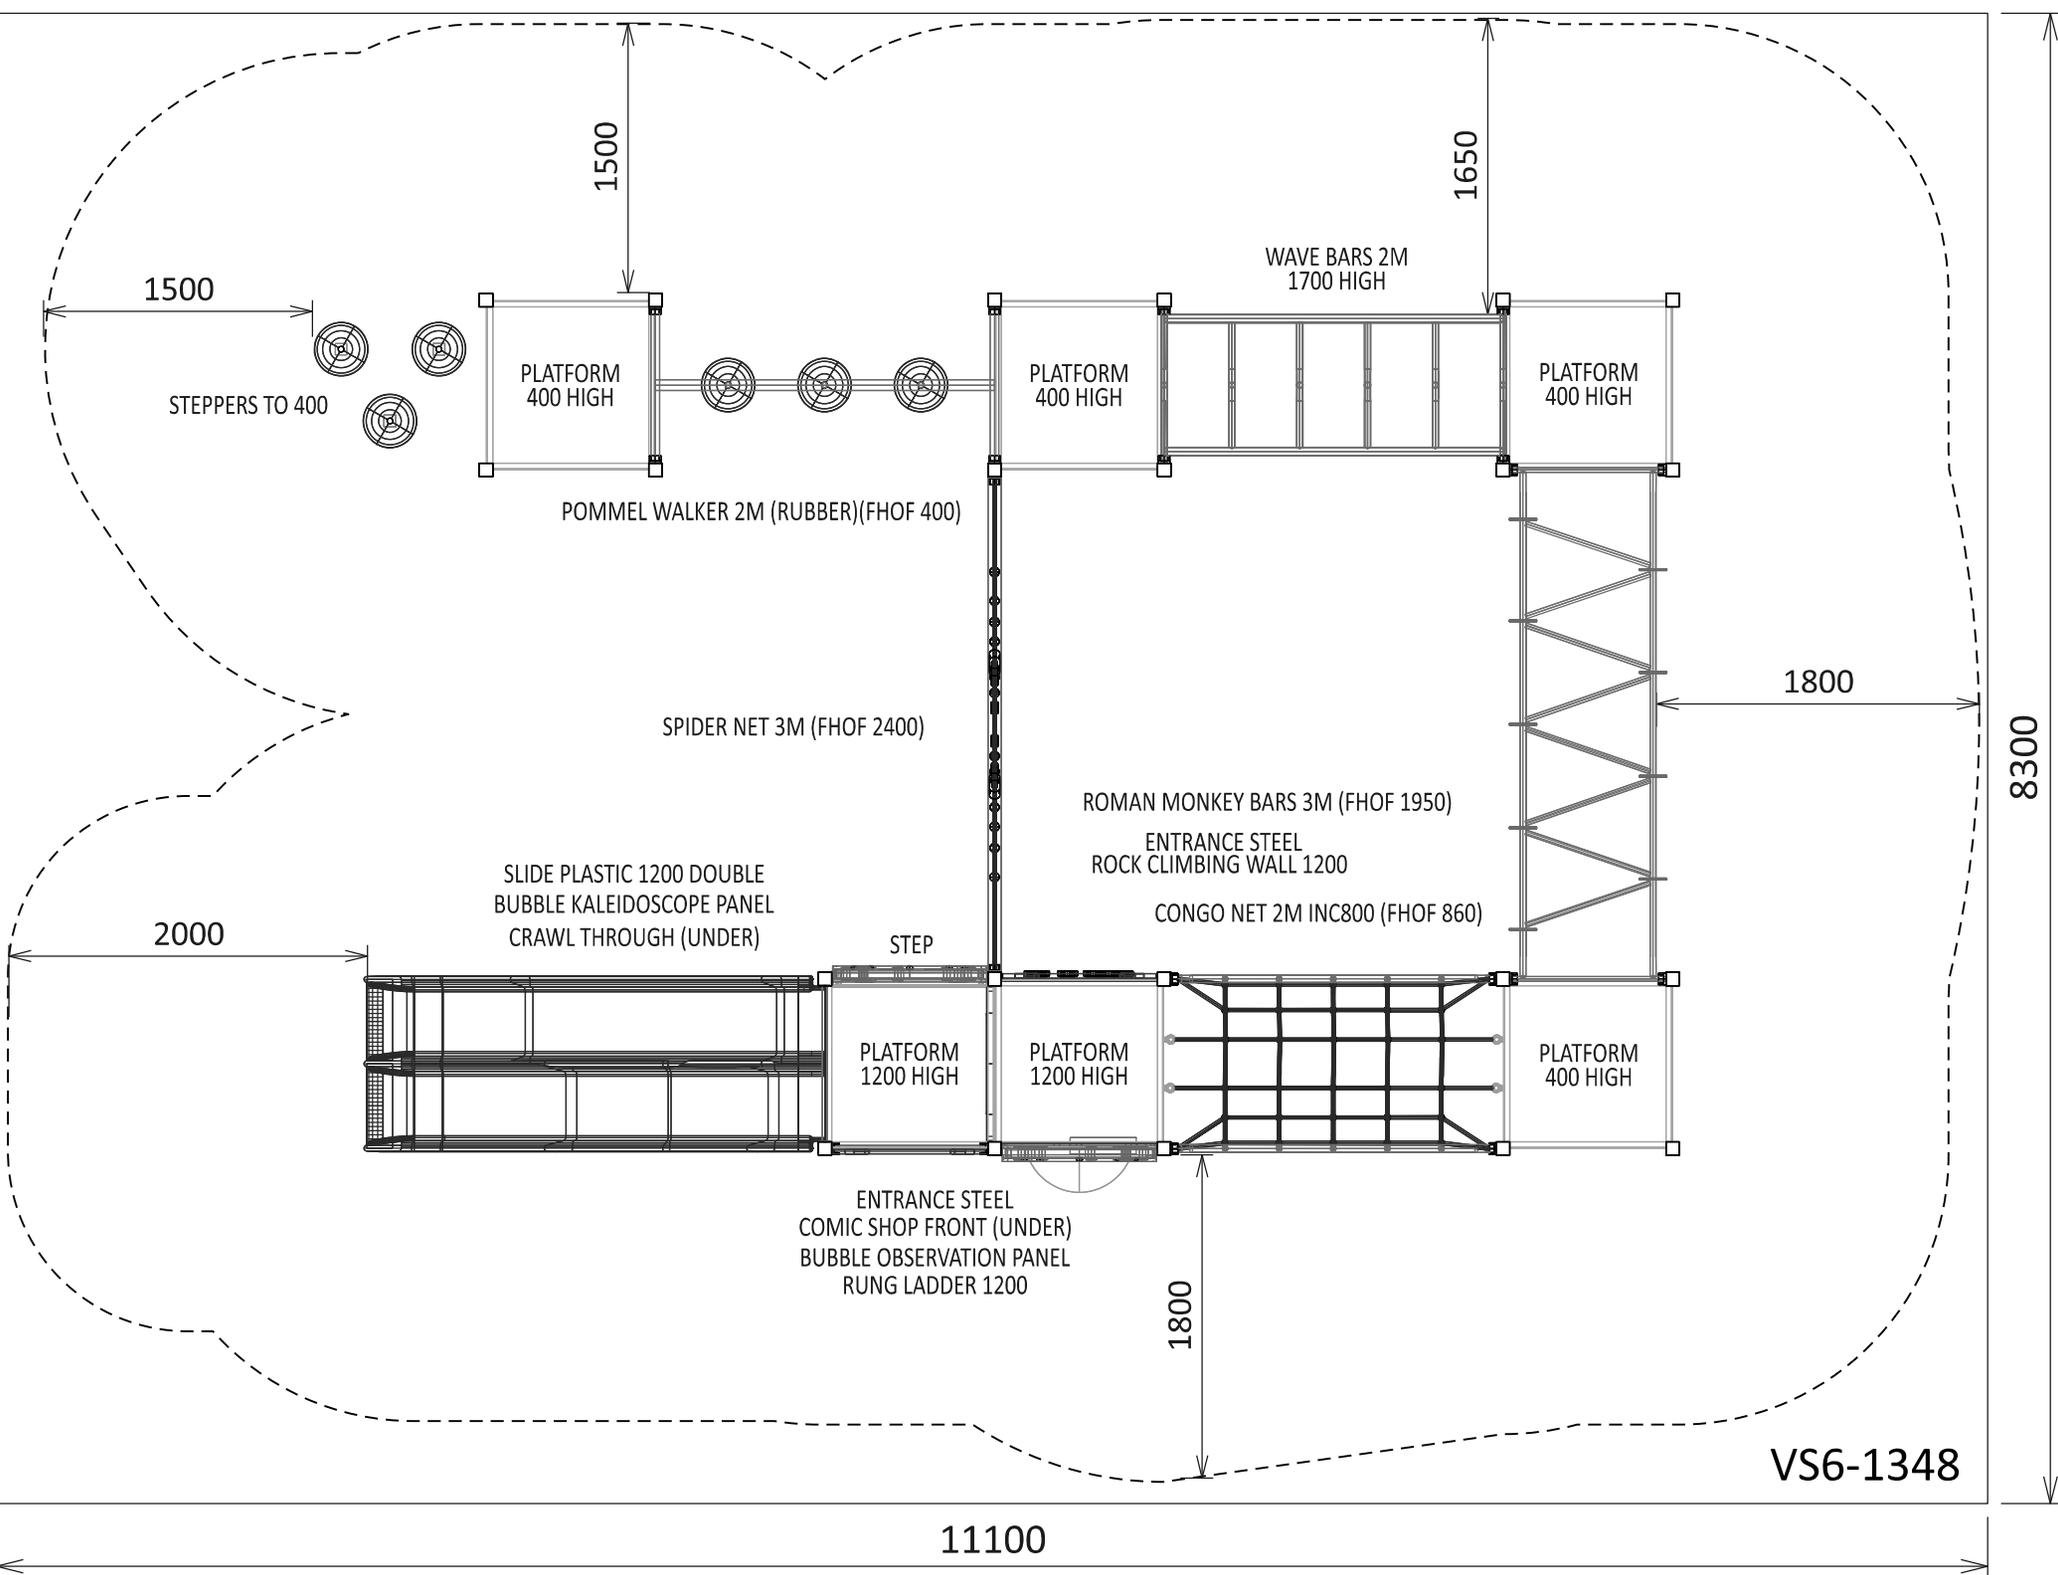 1500
1650
WAVE BARS 2M
1700 HIGH
1500
STEPPERS TO 400
PLATFORM
400 HIGH
PLATFORM
400 HIGH
PLATFORM
400 HIGH
POMMEL WALKER 2M (RUBBER)(FHOF 400)
1800
8300
SPIDER NET 3M (FHOF 2400)
ROMAN MONKEY BARS 3M (FHOF 1950)
ENTRANCE STEEL
ROCK CLIMBING WALL 1200
CONGO NET 2M INC800 (FHOF 860)
SLIDE PLASTIC 1200 DOUBLE
BUBBLE KALEIDOSCOPE PANEL
CRAWL THROUGH (UNDER)
2000
STEP
PLATFORM
1200 HIGH
PLATFORM
1200 HIGH
PLATFORM
400 HIGH
ENTRANCE STEEL
COMIC SHOP FRONT (UNDER)
BUBBLE OBSERVATION PANEL
RUNG LADDER 1200
1800
VS6-1348
11100